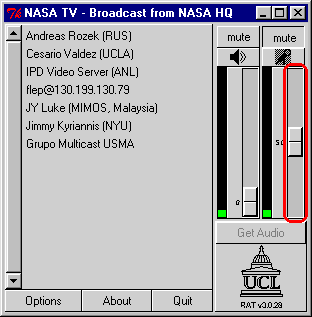 NASA TV - Broadcast from NASA HQ
Andreas Rozek (RUS)
Cesario Valdez (UCLA)
IPD Video Server (ANL)
flep@130.199.130.79
JY Luke (MIMOS, Malaysia)
Jimmy Kyriannis (NYU)
Grupo Multicast USMA
mute mute
50
0
Get Audio
UCL
RAT v3.0.28
Options About Quit